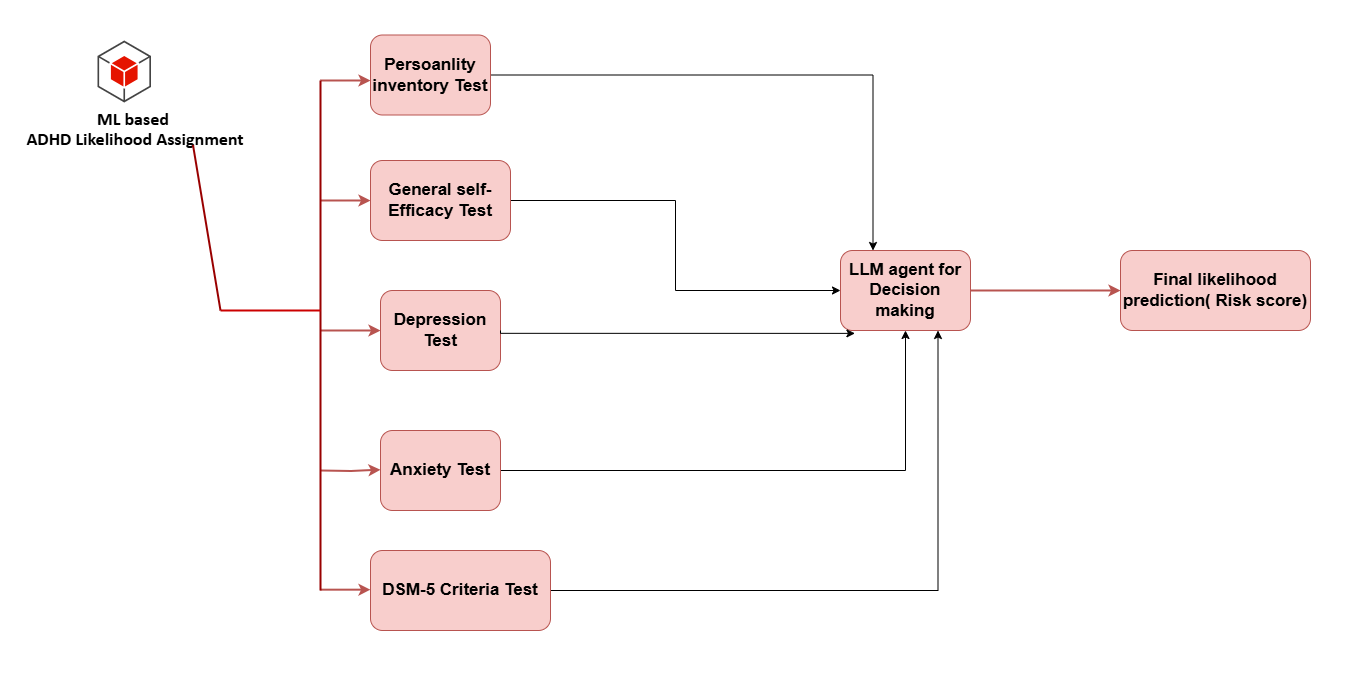 ML based
ADHD Likelihood Assignment
Persoanlity
inventory Test
General self-
Efficacy Test
Depression
Test
Anxiety Test
DSM-5 Criteria Test
LLM agent for
Decision
making
Final likelihood
prediction( Risk score)